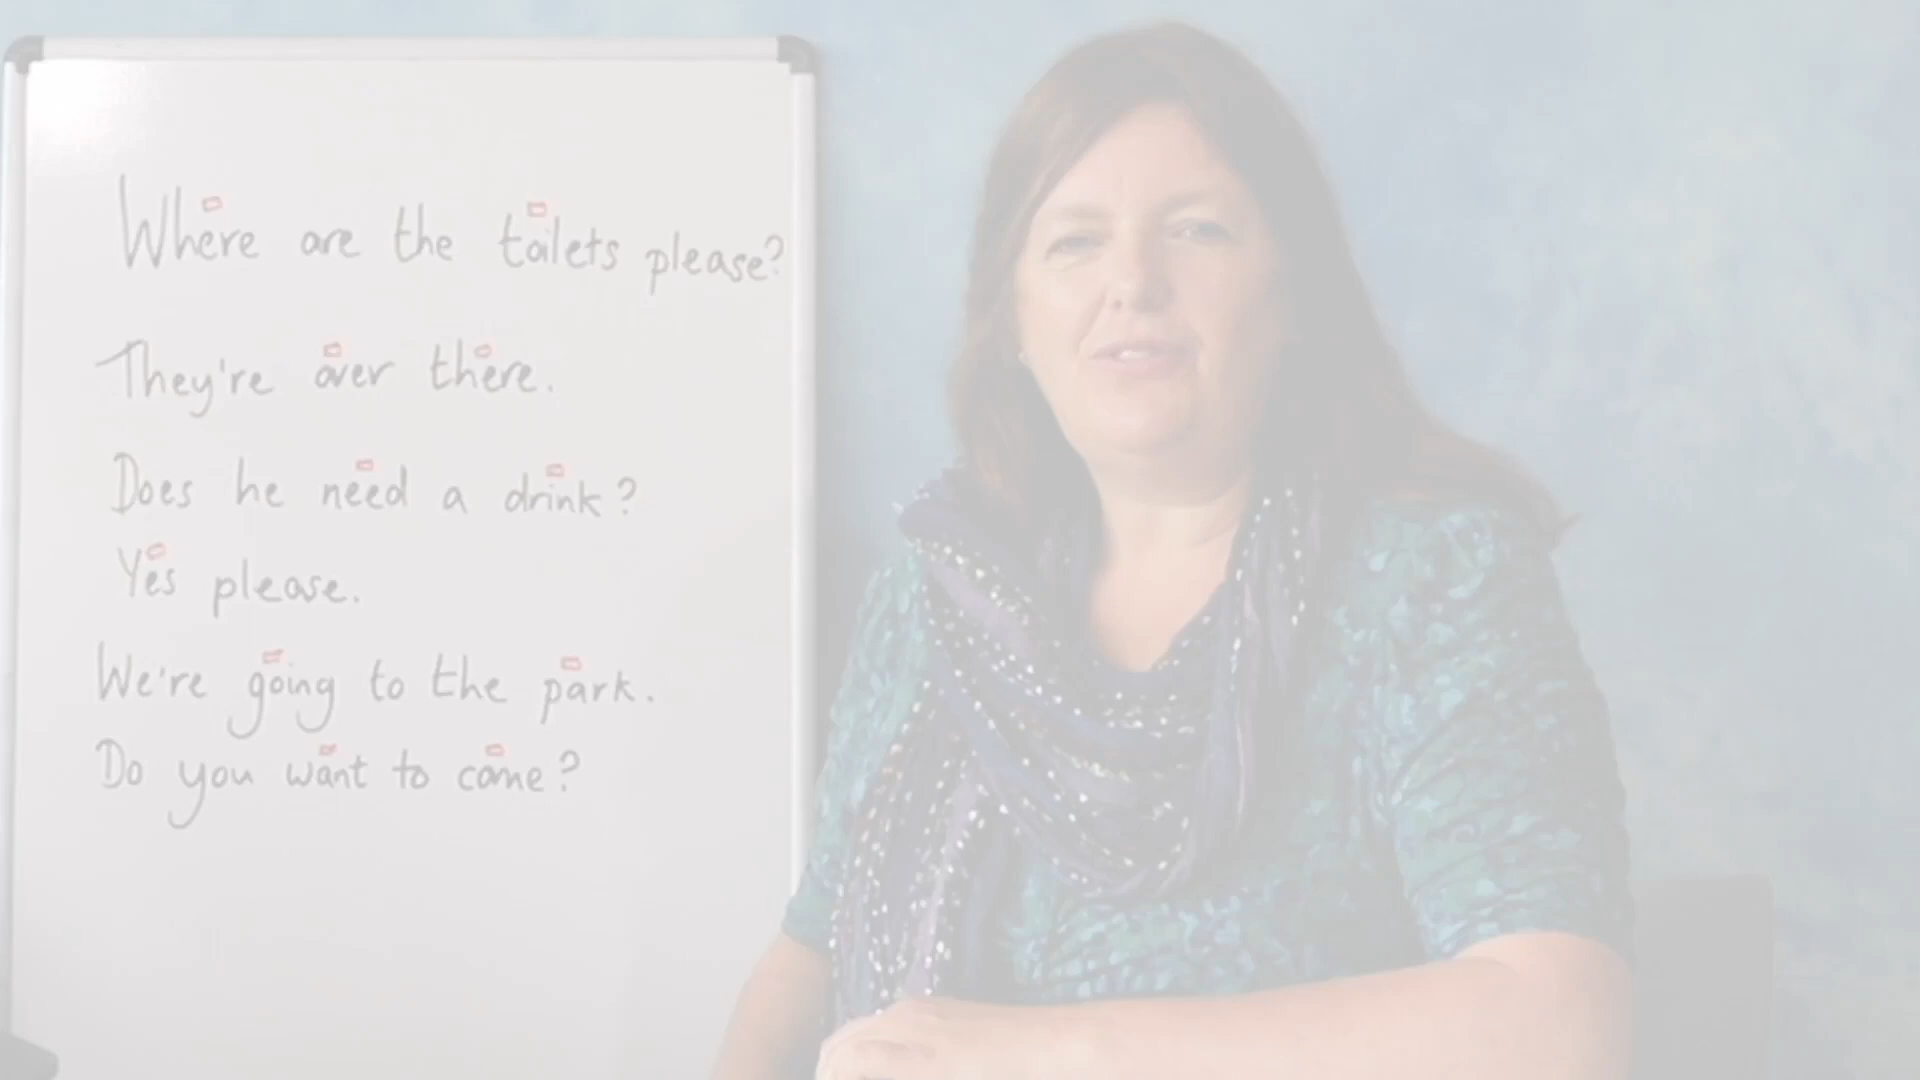 Where are the toilets please?
They're over there.
Does he need a drink?
Yes please.
We're going to the park.
Do you want to come?